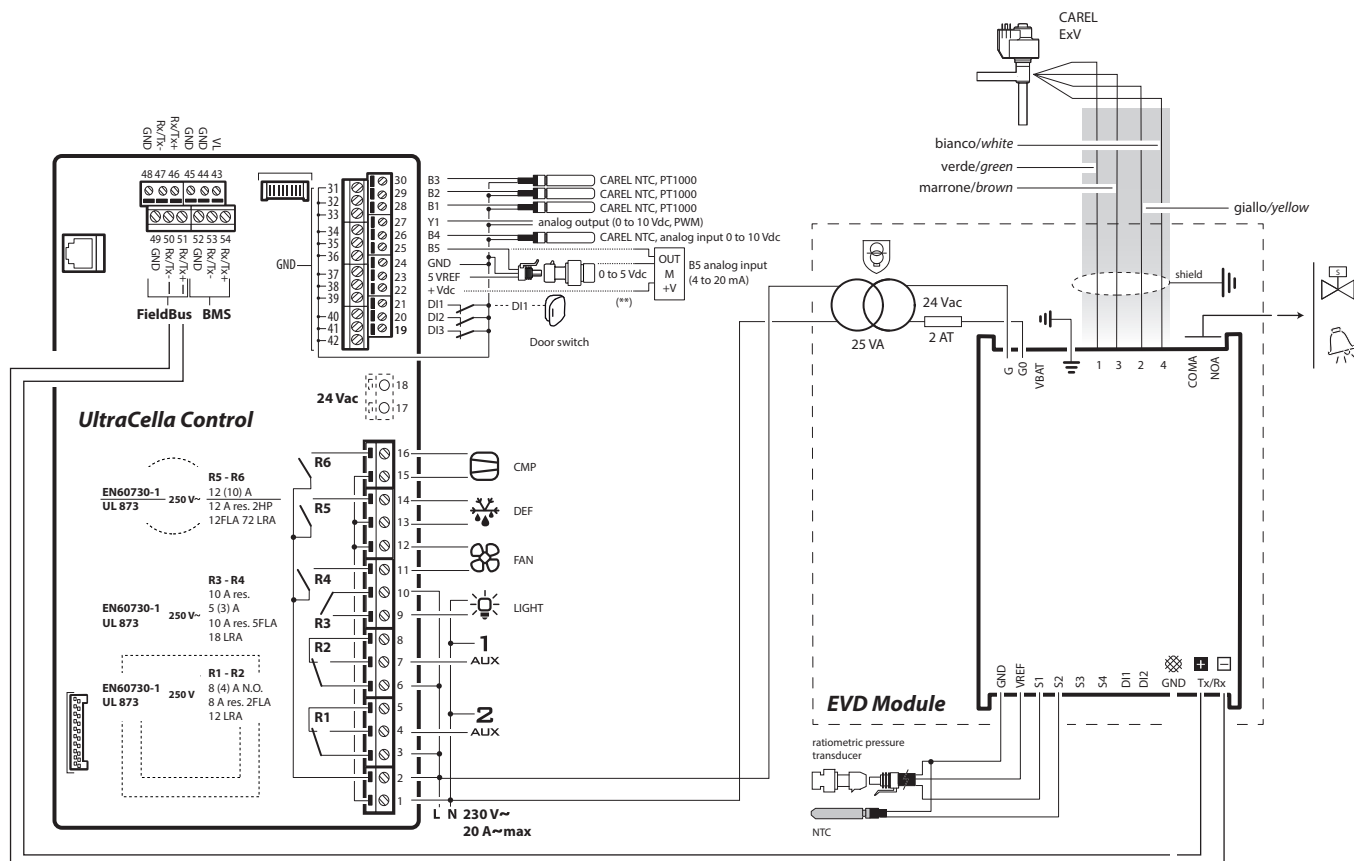 CAREL
ExV
bianco/white
verde/green
marrone/brown
giallo/yellow
GND
Rx/Tx-
Rx/Tx+
GND
GND
VL
48 47 46 45 44 43
49 50 51 52 53 54
GND
Rx/Tx-
Rx/Tx+
GND
Rx/Tx-
Rx/Tx+
FieldBus BMS
31
32
33
34
35
36
37
38
39
40
41
42
GND
30
29
28
27
26
25
24
23
22
21
20
19
B3
B2
B1
Y1
B4
B5
GND
5 VREF
+ Vdc
DI1
DI2
DI3
CAREL NTC, PT1000
CAREL NTC, PT1000
CAREL NTC, PT1000
analog output (0 to 10 Vdc, PWM)
CAREL NTC, analog input 0 to 10 Vdc
0 to 5 Vdc
OUT
M
+V
B5 analog input
(4 to 20 mA)
(**)
DI1
Door switch
24 Vac
18
17
UltraCella Control
R6
R5
R4
R3
R2
R1
16
15
14
13
12
11
10
9
8
7
6
5
4
3
2
1
CMP
DEF
FAN
LIGHT
1
AUX
2
AUX
L N 230 V~
20 A~max
EN60730-1
UL 873
250 V~
R5 - R6
12 (10) A
12 A res. 2HP
12FLA 72 LRA
EN60730-1
UL 873
250 V~
R3 - R4
10 A res.
5 (3) A
10 A res. 5FLA
18 LRA
EN60730-1
UL 873
250 V
R1 - R2
8 (4) A N.O.
8 A res. 2FLA
12 LRA
shield
24 Vac
25 VA
2 AT
G
G0
VBAT
1 3 2 4
COMA
NOA
S
EVD Module
GND
VREF
S1
S2
S3
S4
DI1
DI2
GND
Tx/Rx
+
−
ratiometric pressure
transducer
NTC